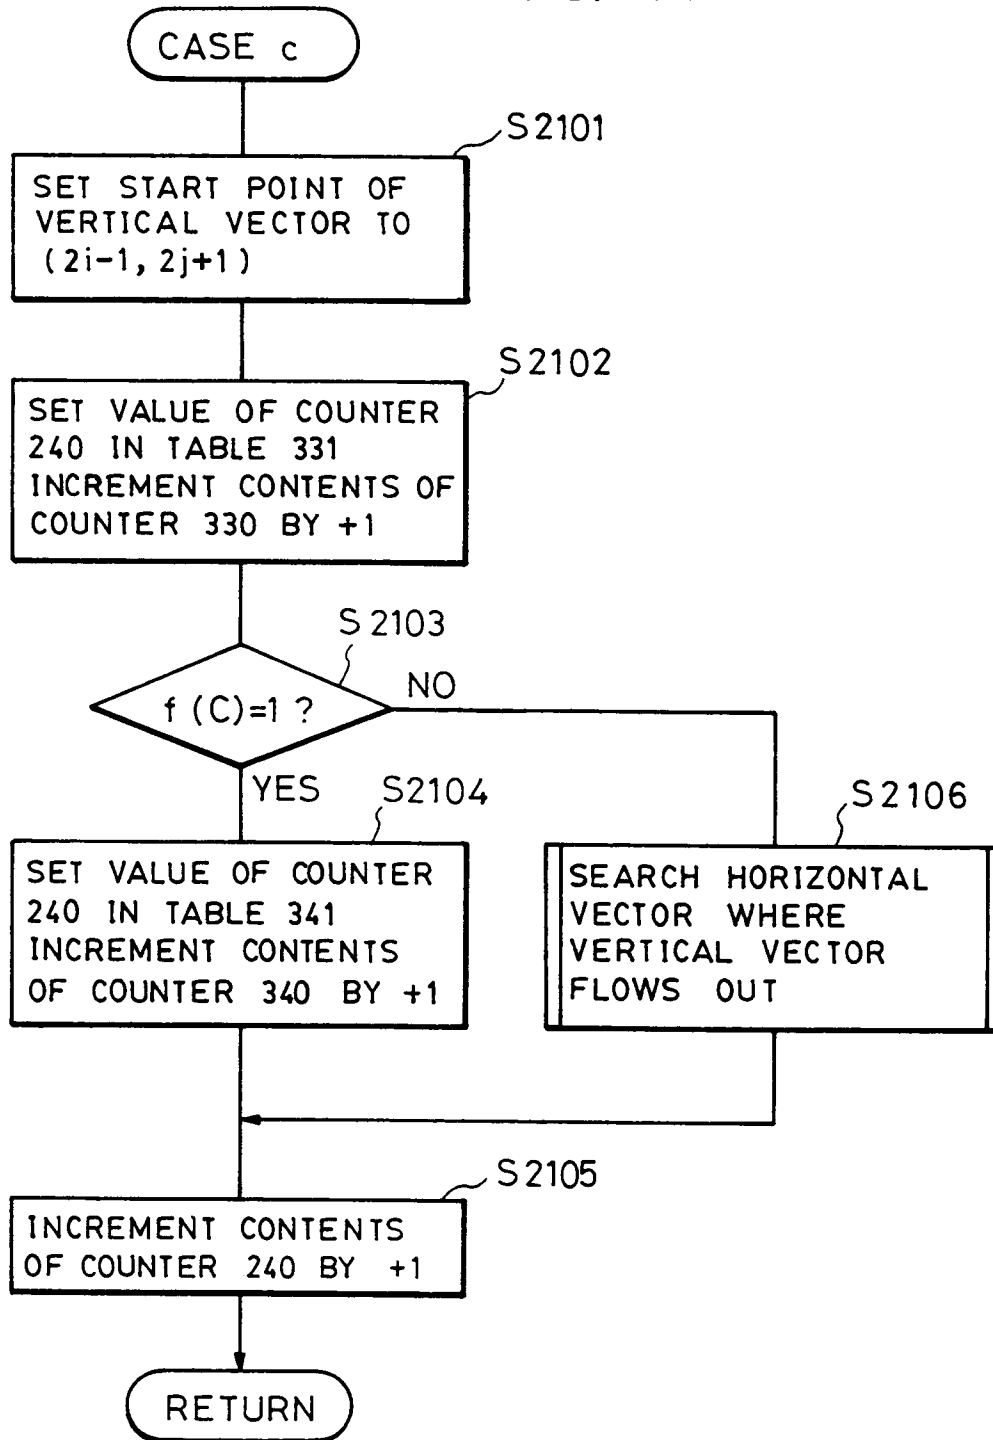 CASE c
S2101
SET START POINT OF
VERTICAL VECTOR TO
(2i-1, 2j+1)
S2102
SET VALUE OF COUNTER
240 IN TABLE 331
INCREMENT CONTENTS OF
COUNTER 330 BY +1
S2103
f (C)=1 ?
NO
YES
S2104
SET VALUE OF COUNTER
240 IN TABLE 341
INCREMENT CONTENTS
OF COUNTER 340 BY +1
S2106
SEARCH HORIZONTAL
VECTOR WHERE
VERTICAL VECTOR
FLOWS OUT
S2105
INCREMENT CONTENTS
OF COUNTER 240 BY +1
RETURN